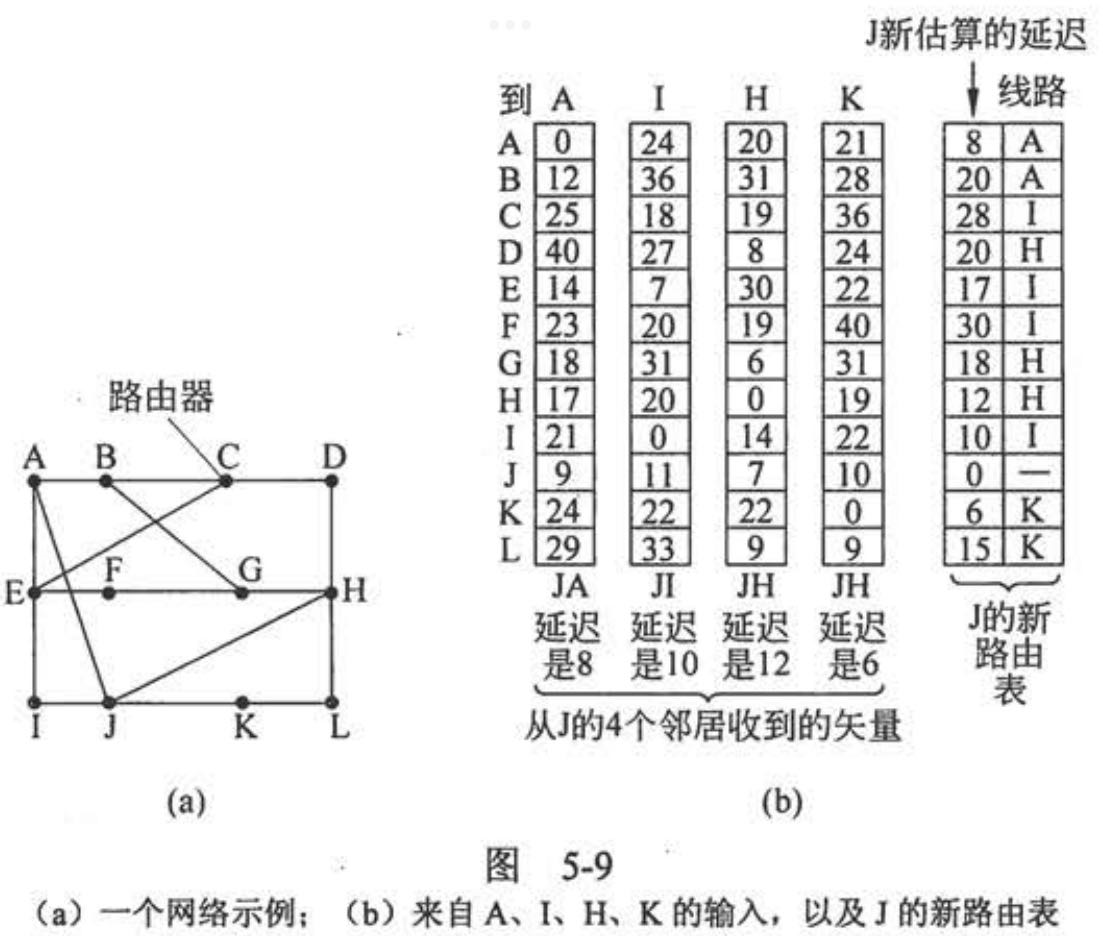 J新估算的延迟
到 A I H K 线路
A 0 24 20 21 8 A
B 12 36 31 28 20 A
C 25 18 19 36 28 I
D 40 27 8 24 20 H
E 14 7 30 22 17 I
F 23 20 19 40 30 I
G 18 31 6 31 18 H
H 17 20 0 19 12 H
I 21 0 14 22 10 I
J 9 11 7 10 0 —
K 24 22 22 0 6 K
L 29 33 9 9 15 K
JA JI JH JH
延迟 延迟 延迟 延迟
是8 是10 是12 是6
J的新
路由
表
从J的4个邻居收到的矢量
路由器
A B C D
E F G H
I J K L
(a) (b)
图 5-9
（a）一个网络示例；（b）来自 A、I、H、K 的输入，以及 J 的新路由表